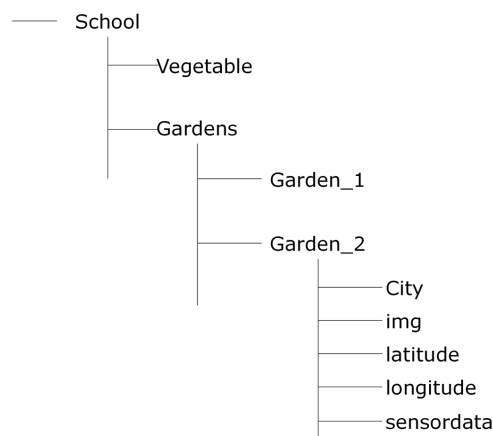 School
Vegetable
Gardens
Garden_1
Garden_2
City
img
latitude
longitude
sensordata